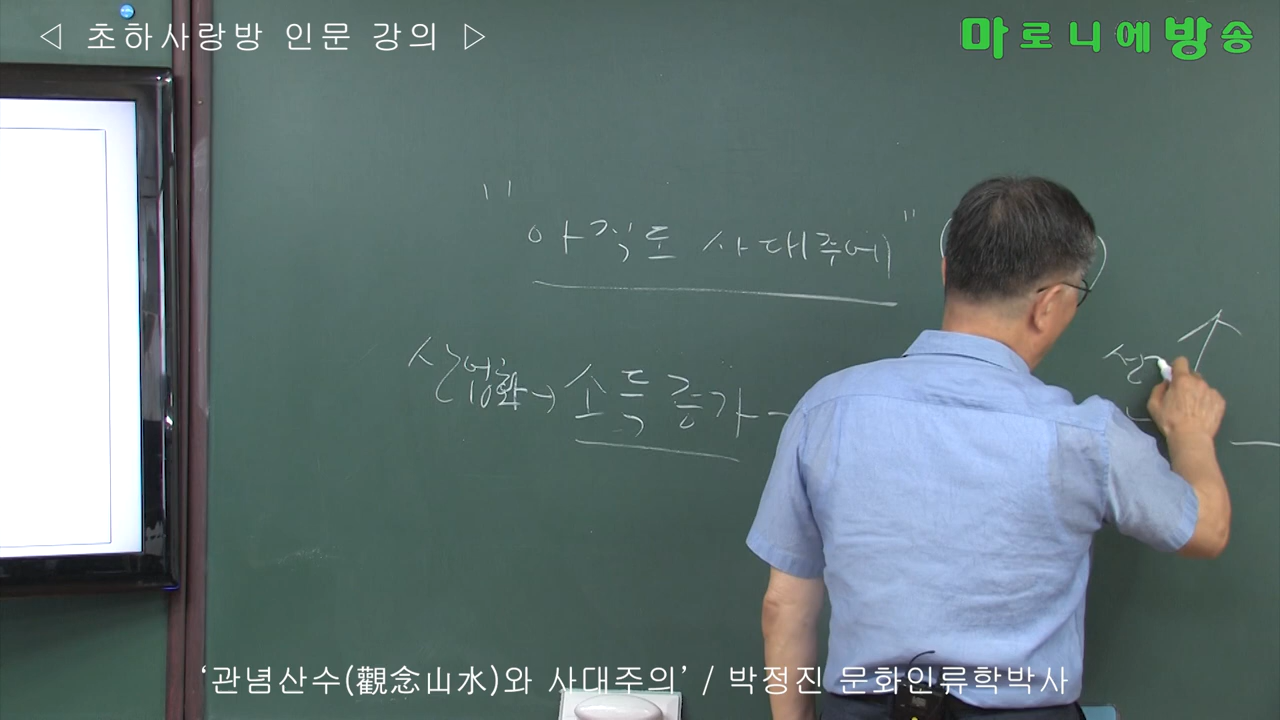 ◁ 초하사랑방 인문 강의 ▷
마로니에방송
"아직도 사대주에"
산업화→ 소득 증가
‘관념산수(觀念山水)와 사대주의’ / 박정진 문화인류학박사